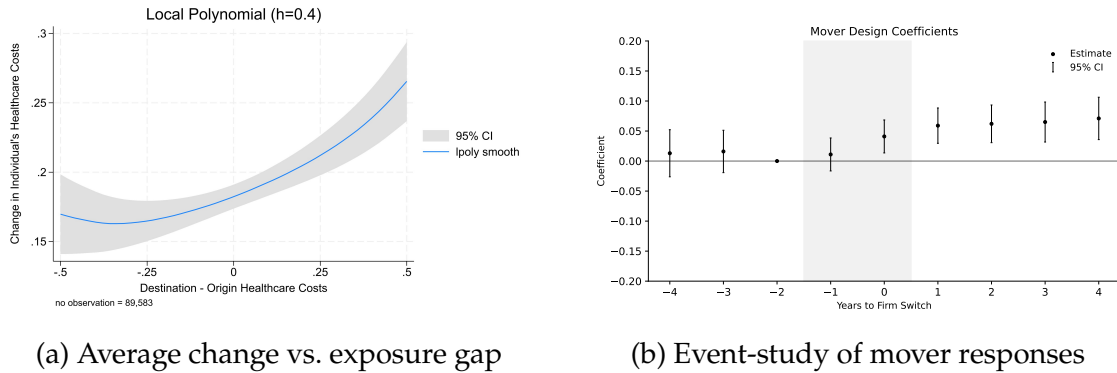 Local Polynomial (h=0.4)
Change in Individual's Healthcare Costs
.3
.25
.2
.15
-.5
-.25
0
.25
.5
Destination - Origin Healthcare Costs
no observation = 89,583
95% CI
lpoly smooth
(a) Average change vs. exposure gap
Mover Design Coefficients
Coefficient
0.20
0.15
0.10
0.05
0.00
−0.05
−0.10
−0.15
−0.20
−4
−3
−2
−1
0
1
2
3
4
Years to Firm Switch
Estimate
95% CI
(b) Event-study of mover responses